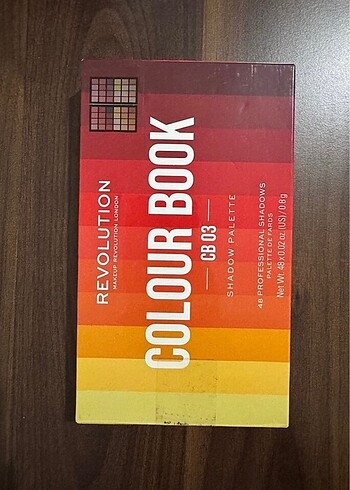 REVOLUTION
MAKEUP REVOLUTION LONDON
COLOUR BOOK
CB 03
SHADOW PALETTE
48 PROFESSIONAL SHADOWS
PALETTE DE FARDS
Net Wt. 48 x 0.02 oz (US) / 0.8g